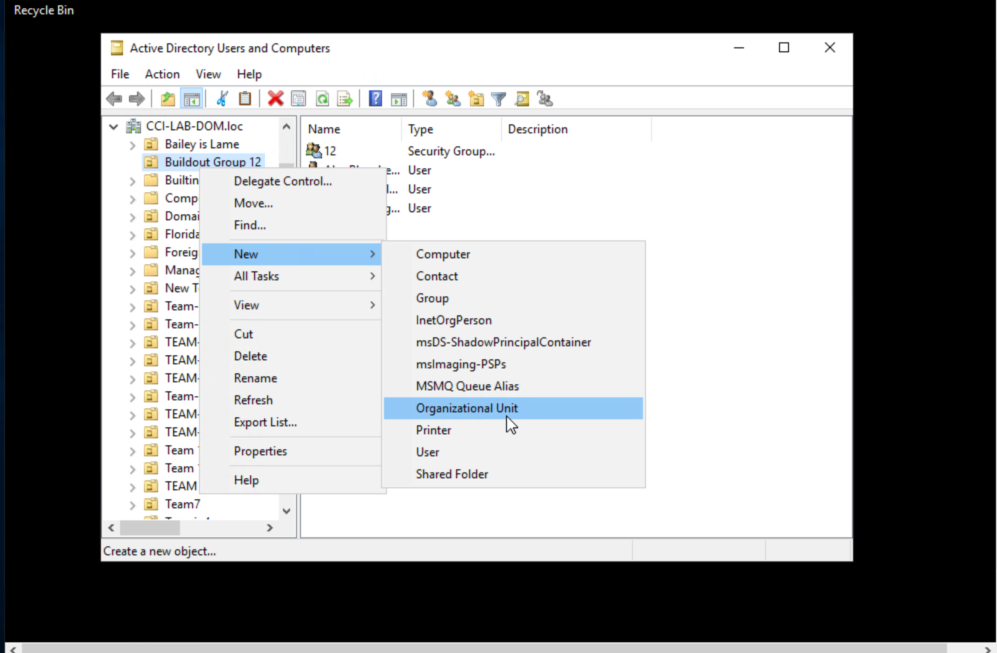 Recycle Bin
Active Directory Users and Computers
File Action View Help
CCI-LAB-DOM.loc
Bailey is Lame
Buildout Group 12
Builtin
Comp
Domai
Florida
Foreig
Manag
New T
Team-
Team-
TEAM-
TEAM-
TEAM-
Team-
TEAM-
TEAM-
Team
Team
TEAM
Team7
Name Type Description
12 Security Group...
User
User
User
Delegate Control...
Move...
Find...
New
All Tasks
View
Cut
Delete
Rename
Refresh
Export List...
Properties
Help
Computer
Contact
Group
InetOrgPerson
msDS-ShadowPrincipalContainer
msImaging-PSPs
MSMQ Queue Alias
Organizational Unit
Printer
User
Shared Folder
Create a new object...